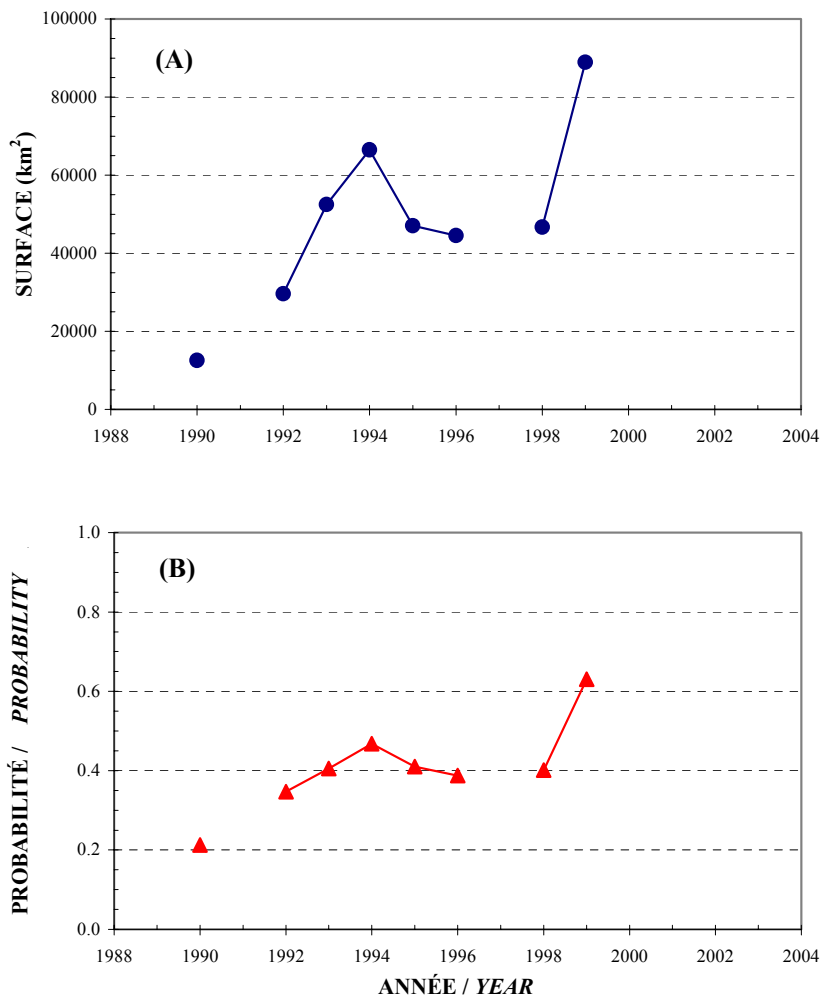 100000
(A)
80000
60000
40000
20000
0
SURFACE (km²)
1988 1990 1992 1994 1996 1998 2000 2002 2004
1.0
(B)
0.8
0.6
0.4
0.2
0.0
PROBABILITÉ / PROBABILITY
1988 1990 1992 1994 1996 1998 2000 2002 2004
ANNÉE / YEAR